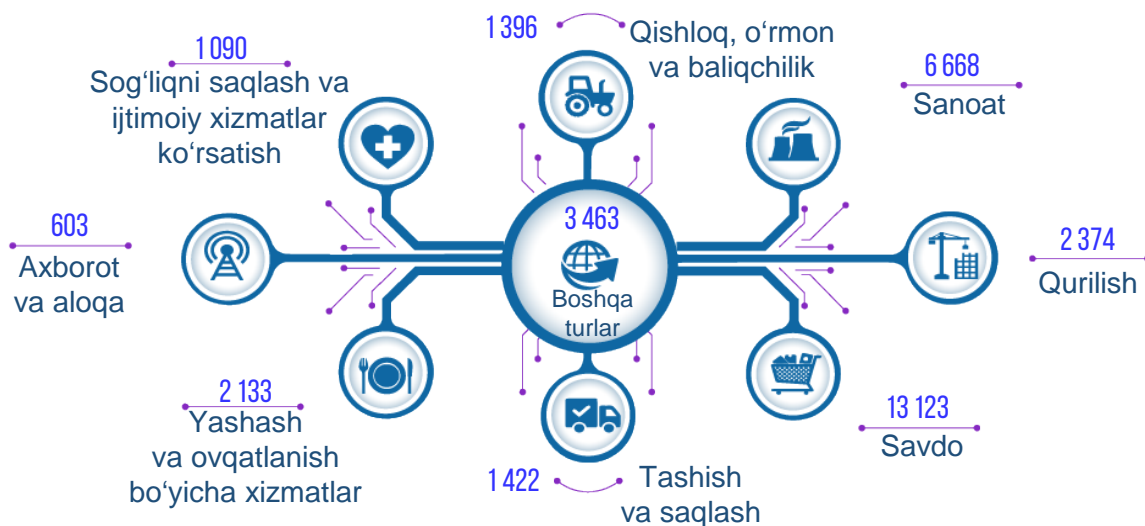 1 396
Qishloq, o‘rmon
va baliqchilik
1 090
Sog‘liqni saqlash va
ijtimoiy xizmatlar
ko‘rsatish
6 668
Sanoat
603
Axborot
va aloqa
3 463
Boshqa
turlar
2 374
Qurilish
2 133
Yashash
va ovqatlanish
bo‘yicha xizmatlar
1 422
Tashish
va saqlash
13 123
Savdo